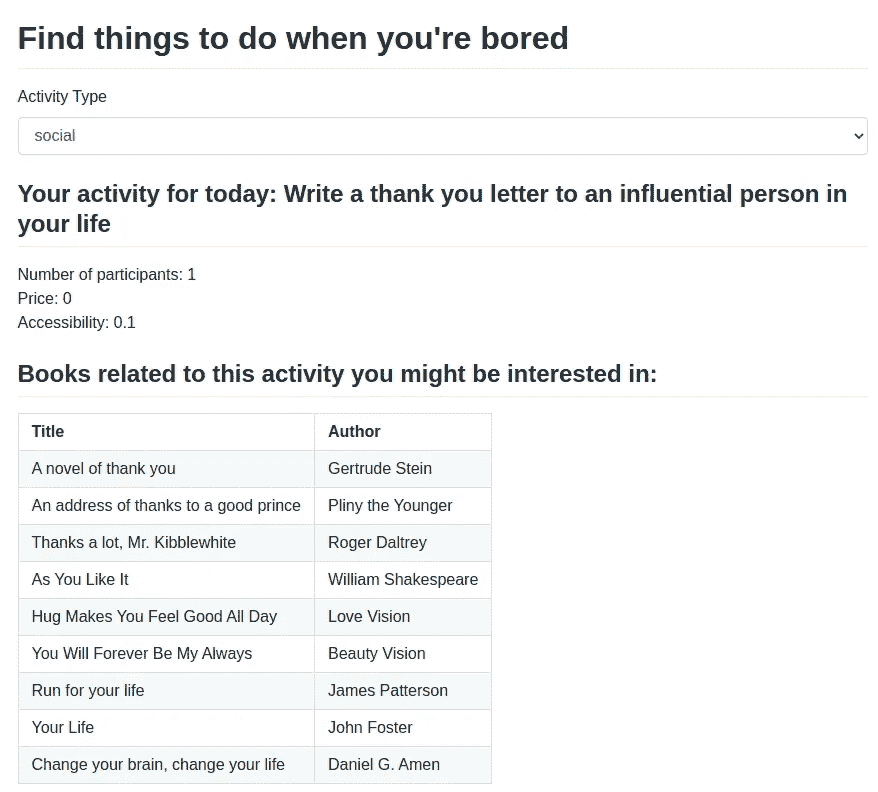 Find things to do when you're bored
Activity Type
social
Your activity for today: Write a thank you letter to an influential person in
your life
Number of participants: 1
Price: 0
Accessibility: 0.1
Books related to this activity you might be interested in:
Title Author
A novel of thank you Gertrude Stein
An address of thanks to a good prince Pliny the Younger
Thanks a lot, Mr. Kibblewhite Roger Daltrey
As You Like It William Shakespeare
Hug Makes You Feel Good All Day Love Vision
You Will Forever Be My Always Beauty Vision
Run for your life James Patterson
Your Life John Foster
Change your brain, change your life Daniel G. Amen